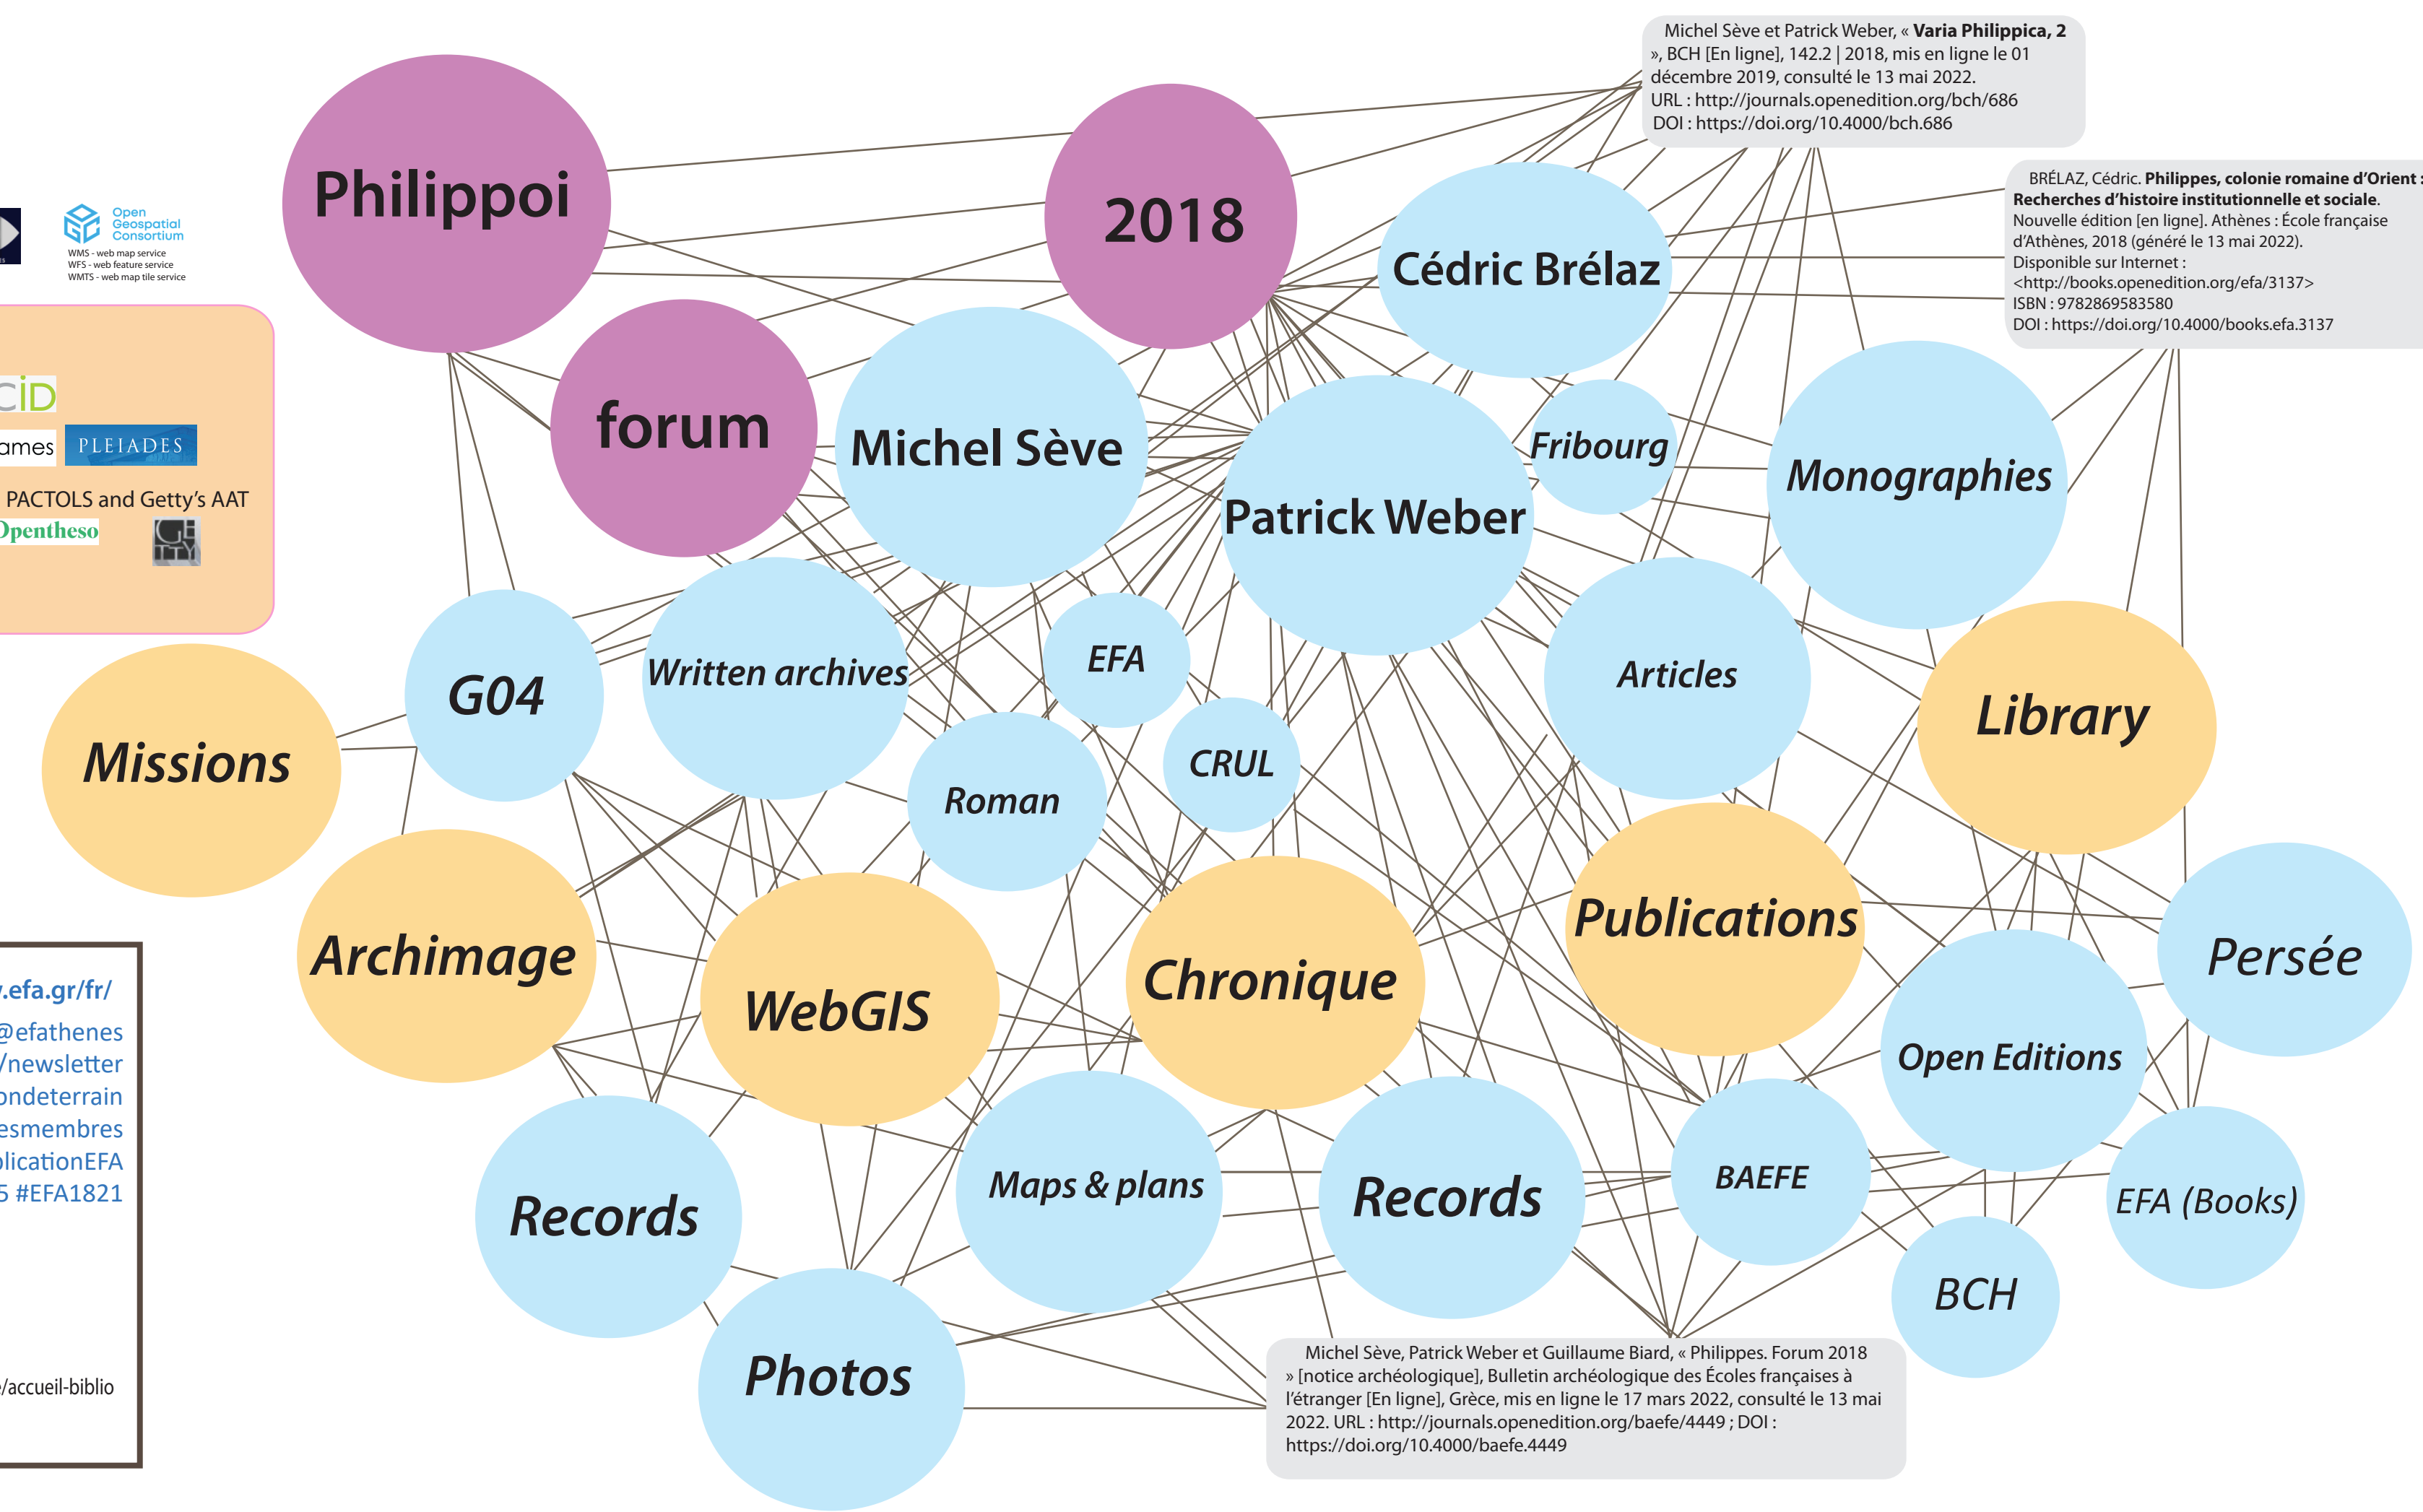 Michel Sève et Patrick Weber, « Varia Philippica, 2
», BCH [En ligne], 142.2 | 2018, mis en ligne le 01
décembre 2019, consulté le 13 mai 2022.
URL : http://journals.openedition.org/bch/686
DOI : https://doi.org/10.4000/bch.686
BRÉLAZ, Cédric. Philippes, colonie romaine d'Orient :
Recherches d'histoire institutionnelle et sociale.
Nouvelle édition [en ligne]. Athènes : École française
d'Athènes, 2018 (généré le 13 mai 2022).
Disponible sur Internet :
<http://books.openedition.org/efa/3137>
ISBN : 9782869583580
DOI : https://doi.org/10.4000/books.efa.3137
Philippoi
2018
Cédric Brélaz
Open
Geospatial
Consortium
WMS - web map service
WFS - web feature service
WMTS - web map tile service
forum
Michel Sève
Patrick Weber
Fribourg
Monographies
CiD
ames
PLEIADES
PACTOLS and Getty's AAT
Opentheso
GE
TTY
Missions
G04
Written archives
EFA
Articles
Library
Roman
CRUL
Archimage
WebGIS
Chronique
Publications
Persée
Open Editions
.efa.gr/fr/
@efathenes
/newsletter
ondeterrain
esmembres
blicationEFA
5 #EFA1821
/accueil-biblio
Records
Maps & plans
Records
BAEFE
EFA (Books)
BCH
Photos
Michel Sève, Patrick Weber et Guillaume Biard, « Philippes. Forum 2018
» [notice archéologique], Bulletin archéologique des Écoles françaises à
l'étranger [En ligne], Grèce, mis en ligne le 17 mars 2022, consulté le 13 mai
2022. URL : http://journals.openedition.org/baefe/4449 ; DOI :
https://doi.org/10.4000/baefe.4449